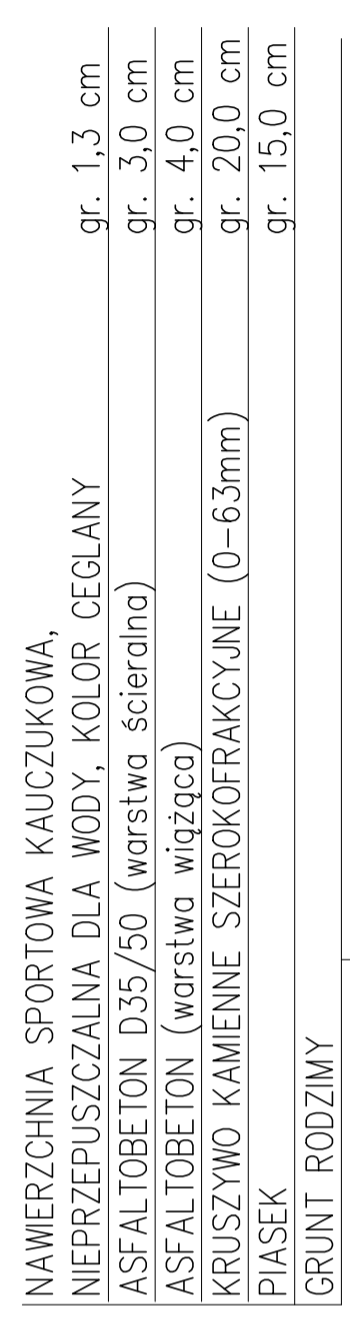 NAWIERZCHNIA SPORTOWA KAUCZUKOWA,
NIEPRZEPUSZCZALNA DLA WODY, KOLOR CEGLANY gr. 1,3 cm
ASFALTOBETON D35/50 (warstwa ścieralna) gr. 3,0 cm
ASFALTOBETON (warstwa wiążąca) gr. 4,0 cm
KRUSZYWO KAMIENNE SZEROKOFRAKCYJNE (0-63mm) gr. 20,0 cm
PIASEK gr. 15,0 cm
GRUNT RODZIMY